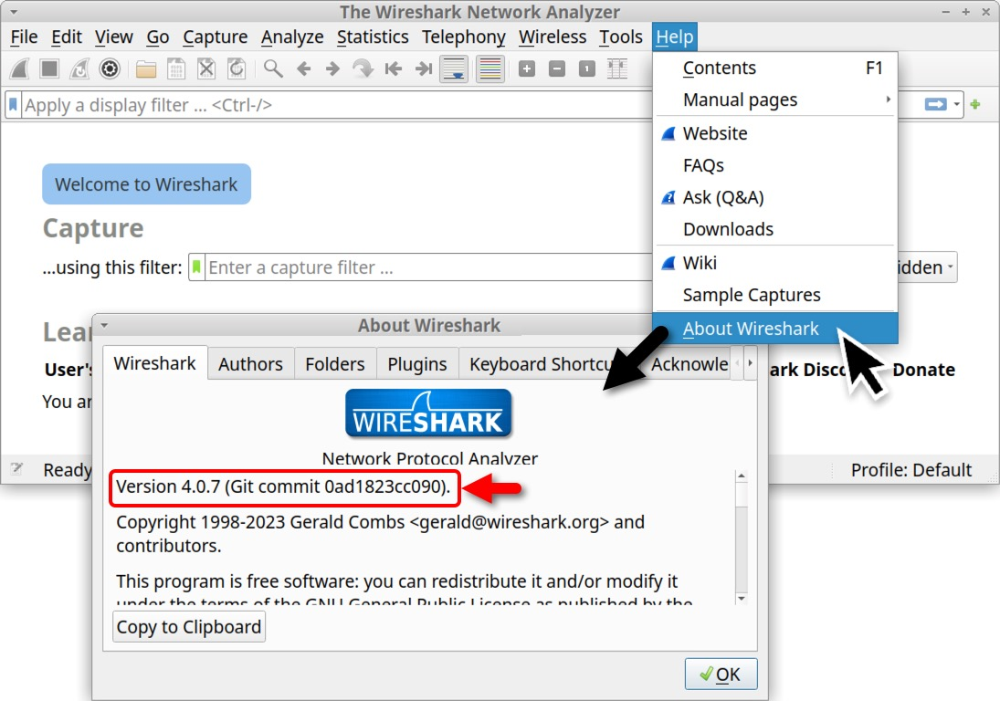 The Wireshark Network Analyzer
File Edit View Go Capture Analyze Statistics Telephony Wireless Tools Help
Apply a display filter ... <Ctrl-/>
Contents F1
Manual pages
Website
FAQs
Ask (Q&A)
Downloads
Wiki
Sample Captures
About Wireshark
Welcome to Wireshark
Capture
...using this filter: Enter a capture filter ... idden
Lear
User's ark Disco Donate
You ar
About Wireshark
Wireshark Authors Folders Plugins Keyboard Shortcu Acknowle
WIRESHARK
Network Protocol Analyzer
Version 4.0.7 (Git commit 0ad1823cc090).
Copyright 1998-2023 Gerald Combs <gerald@wireshark.org> and
contributors.
This program is free software: you can redistribute it and/or modify it
under the terms of the GNU General Public License as published by the
Copy to Clipboard
OK
Ready Profile: Default